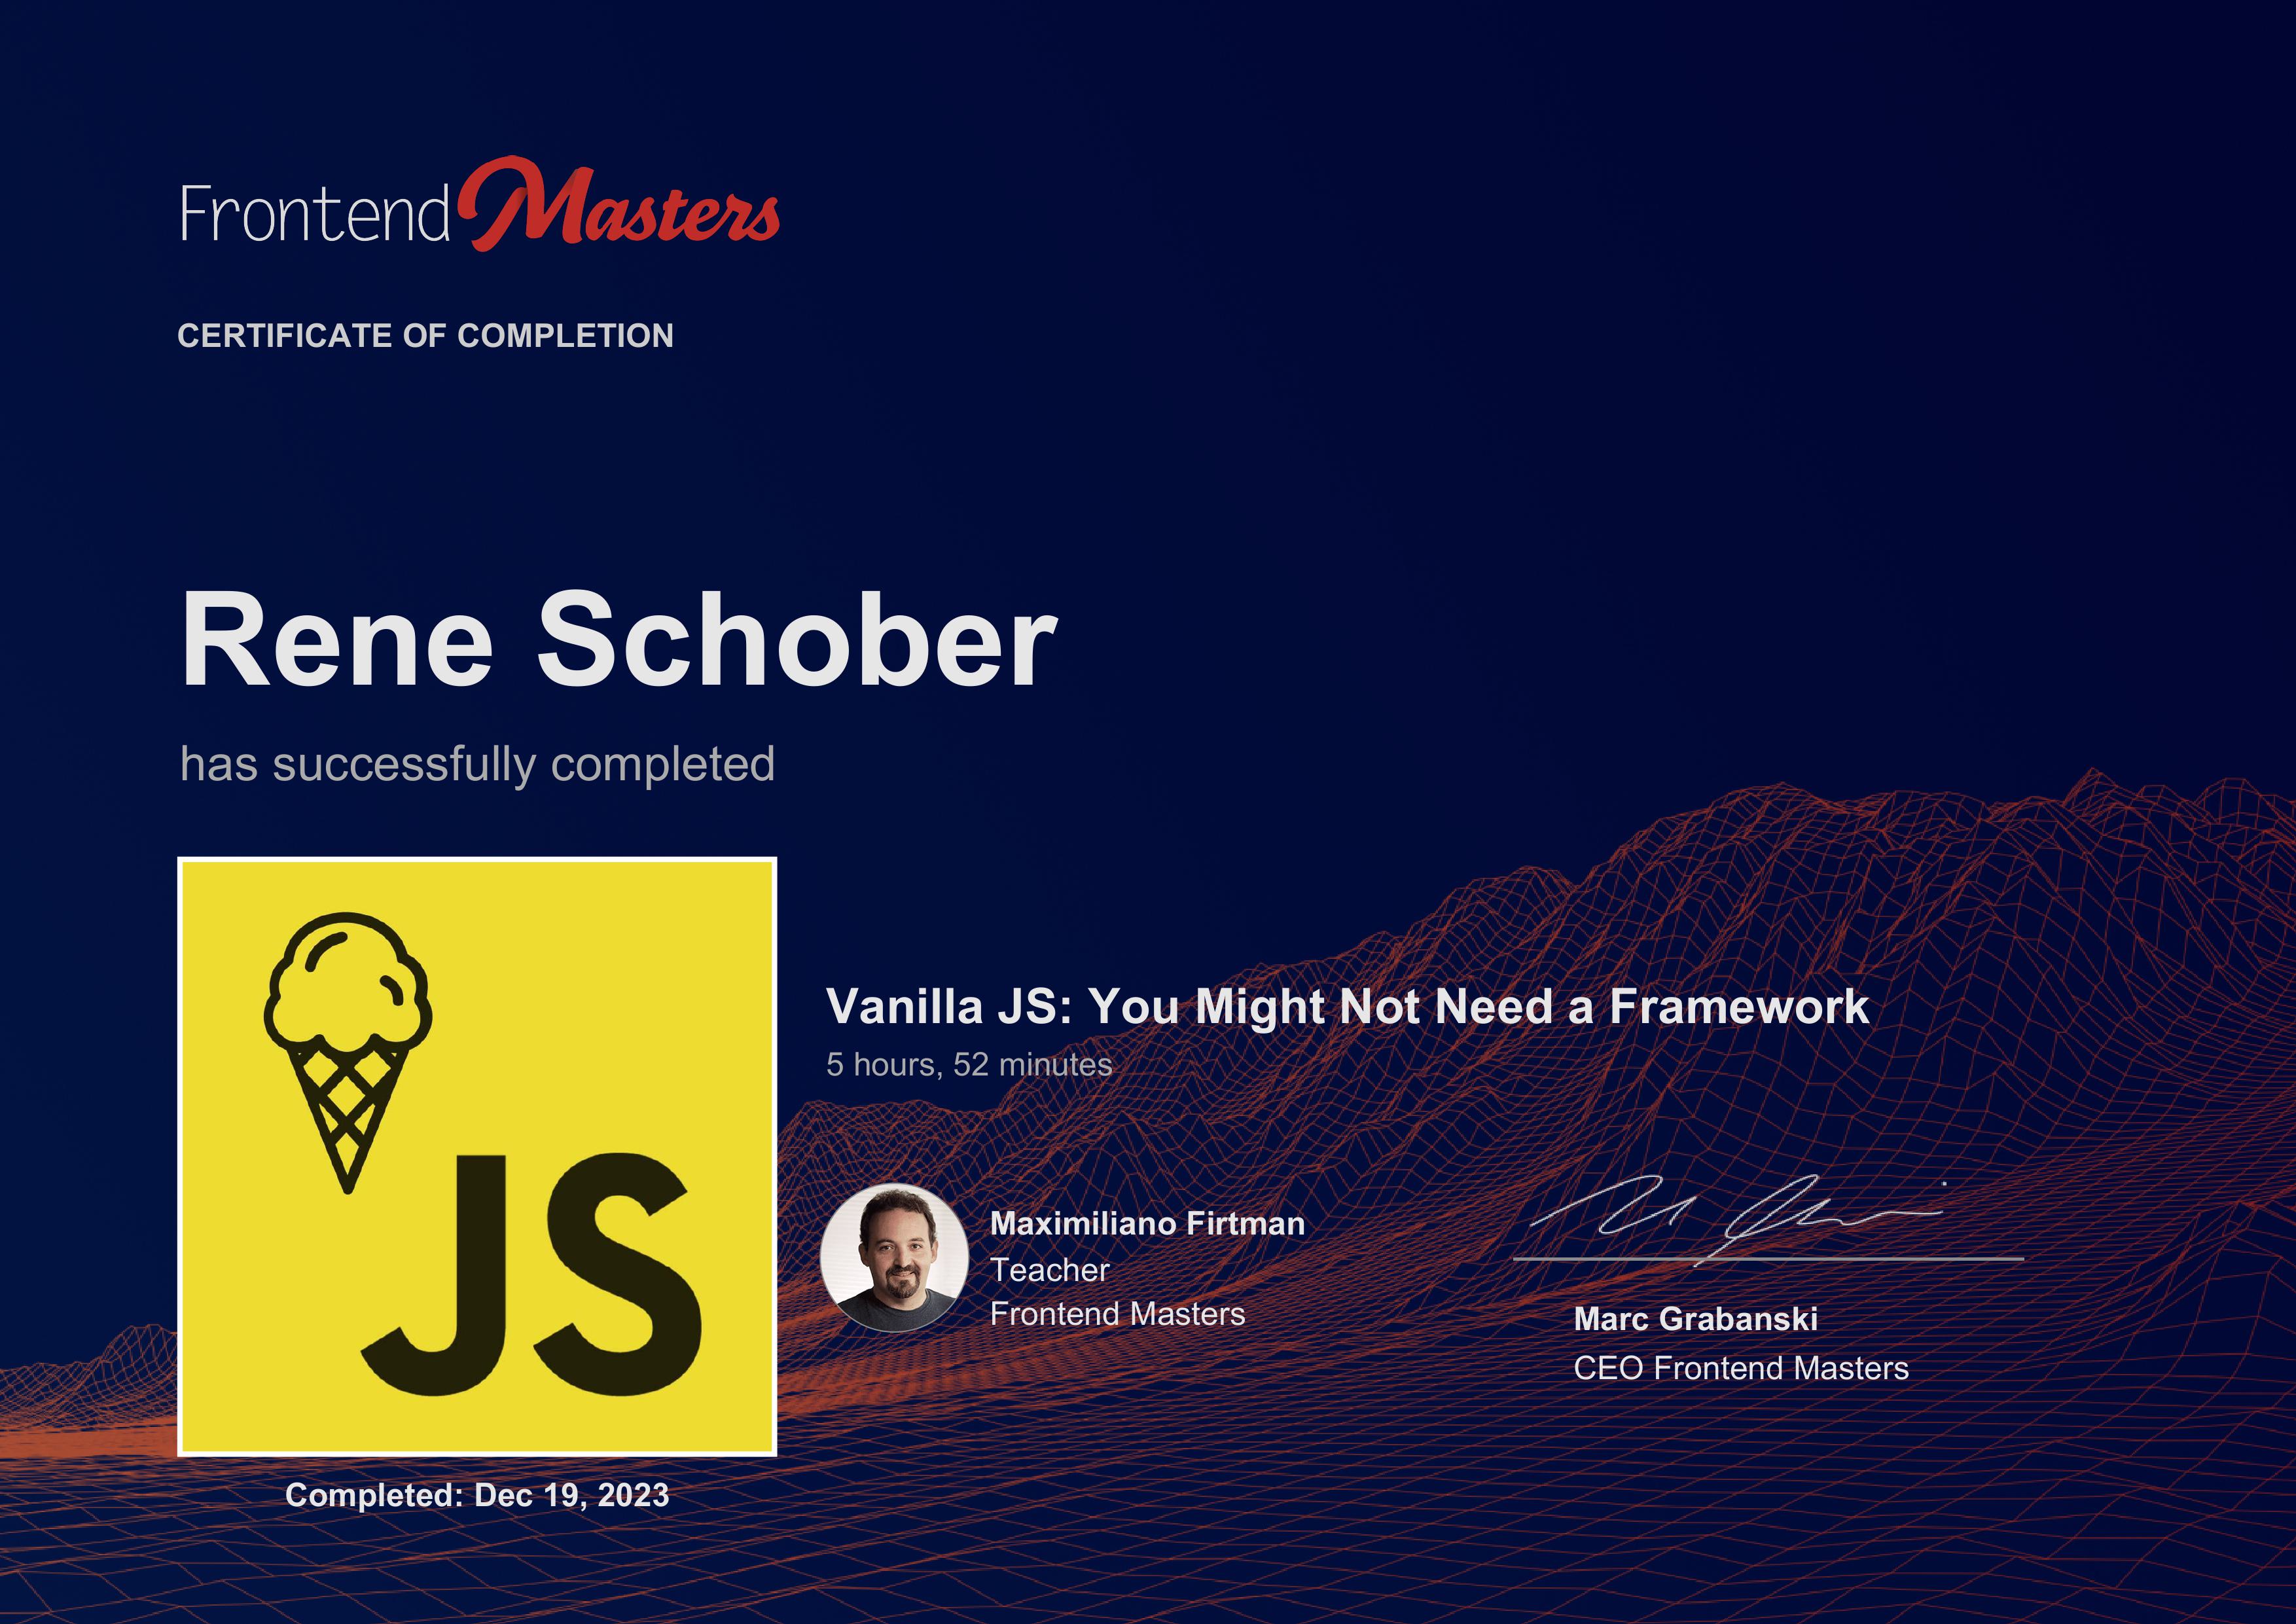 Frontend Masters
CERTIFICATE OF COMPLETION
Rene Schober
has successfully completed
JS
Vanilla JS: You Might Not Need a Framework
5 hours, 52 minutes
Maximiliano Firtman
Teacher
Frontend Masters
Marc Grabanski
CEO Frontend Masters
Completed: Dec 19, 2023